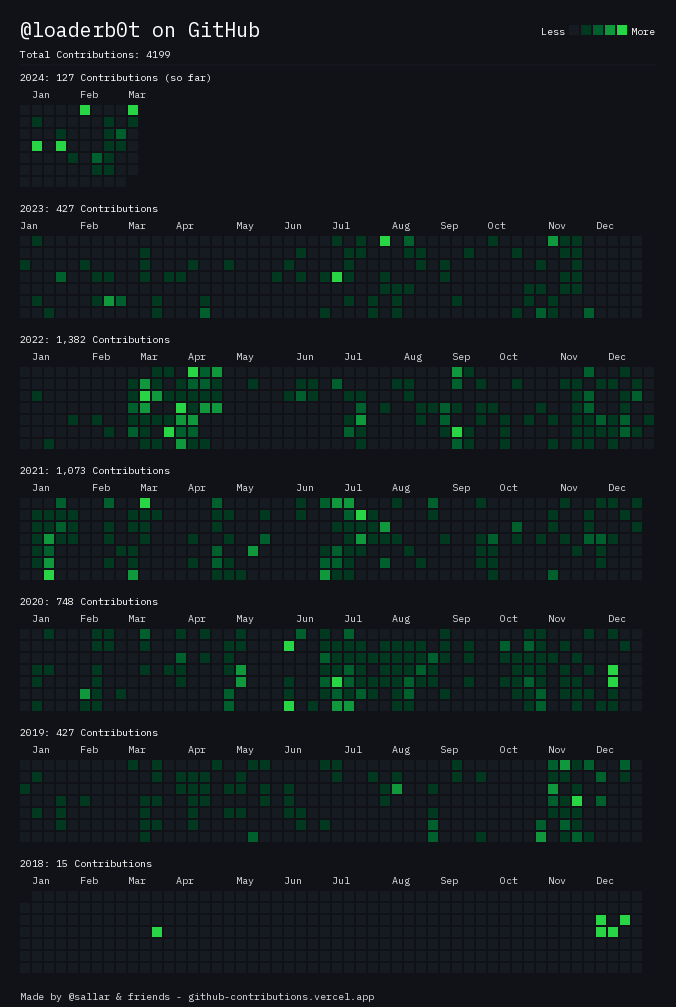 @loaderb0t on GitHub
Less More
Total Contributions: 4199
2024: 127 Contributions (so far)
Jan Feb Mar
2023: 427 Contributions
Jan Feb Mar Apr May Jun Jul Aug Sep Oct Nov Dec
2022: 1,382 Contributions
Jan Feb Mar Apr May Jun Jul Aug Sep Oct Nov Dec
2021: 1,073 Contributions
Jan Feb Mar Apr May Jun Jul Aug Sep Oct Nov Dec
2020: 748 Contributions
Jan Feb Mar Apr May Jun Jul Aug Sep Oct Dec
2019: 427 Contributions
Jan Feb Mar Apr May Jun Jul Aug Sep Oct Nov Dec
2018: 15 Contributions
Jan Feb Mar Apr May Jun Jul Aug Sep Oct Nov Dec
Made by @sallar & friends - github-contributions.vercel.app